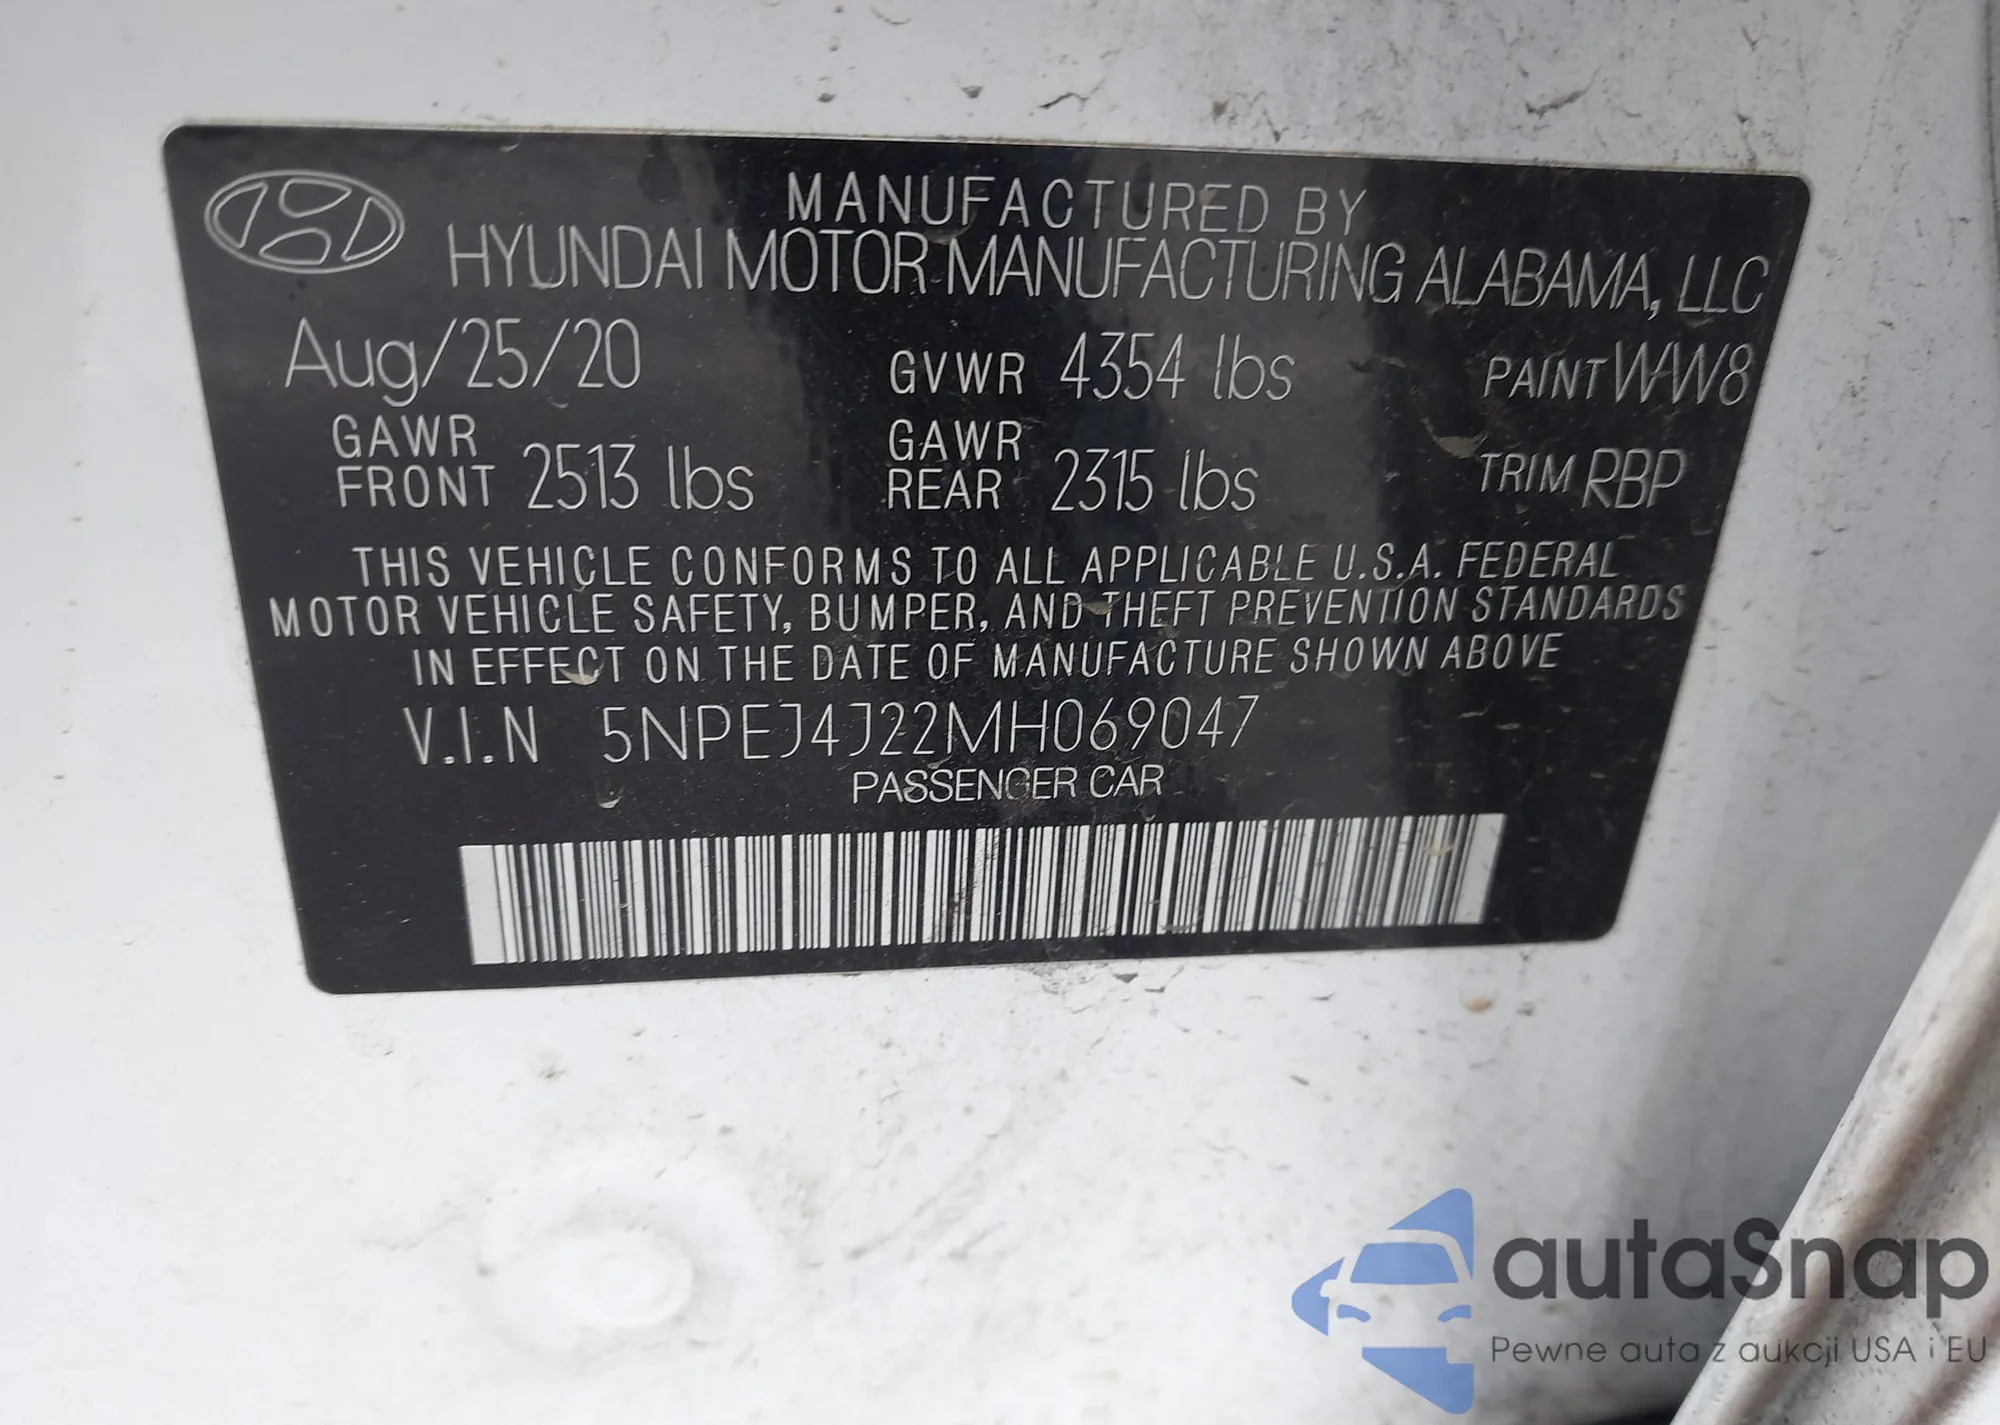 MANUFACTURED BY
HYUNDAI MOTOR MANUFACTURING ALABAMA, LLC
Aug/25/20 GVWR 4354 lbs PAINT WW8
GAWR FRONT 2513 lbs GAWR REAR 2315 lbs TRIM RBP
THIS VEHICLE CONFORMS TO ALL APPLICABLE U.S.A. FEDERAL
MOTOR VEHICLE SAFETY, BUMPER, AND THEFT PREVENTION STANDARDS
IN EFFECT ON THE DATE OF MANUFACTURE SHOWN ABOVE
V.I.N 5NPEJ4J22MH069047
PASSENGER CAR
autaSnap
Pewne auta z aukcji USA i EU